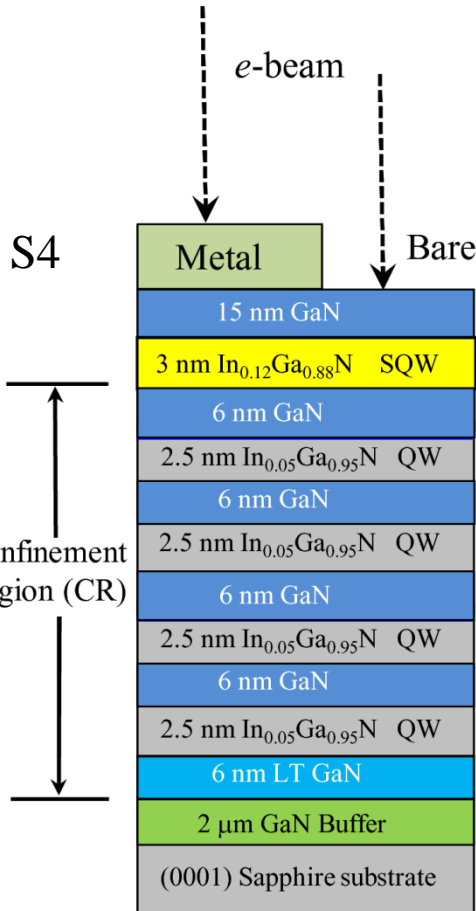 e-beam
S4
Metal
Bare
15 nm GaN
3 nm In0.12Ga0.88N SQW
6 nm GaN
2.5 nm In0.05Ga0.95N QW
6 nm GaN
2.5 nm In0.05Ga0.95N QW
nfinement
gion (CR)
6 nm GaN
2.5 nm In0.05Ga0.95N QW
6 nm GaN
2.5 nm In0.05Ga0.95N QW
6 nm LT GaN
2 μm GaN Buffer
(0001) Sapphire substrate